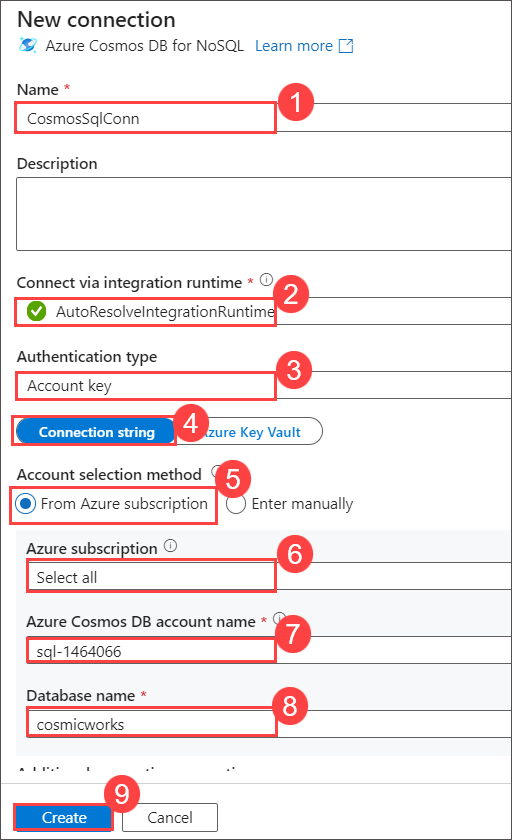 New connection
Azure Cosmos DB for NoSQL Learn more
Name *
1
CosmosSqlConn
Description
Connect via integration runtime *
2
AutoResolveIntegrationRuntime
Authentication type
3
Account key
Connection string
4
Azure Key Vault
Account selection method
5
From Azure subscription
Enter manually
Azure subscription
6
Select all
Azure Cosmos DB account name *
7
sql-1464066
Database name *
8
cosmicworks
9
Create
Cancel